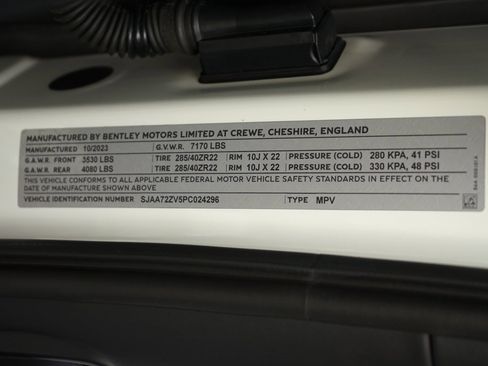 MANUFACTURED BY BENTLEY MOTORS LIMITED AT CREWE, CHESHIRE, ENGLAND
MANUFACTURED 10/2023 G.V.W.R. 7170 LBS
G.A.W.R. FRONT 3530 LBS TIRE 285/40ZR22 RIM 10J X 22 PRESSURE (COLD) 280 KPA, 41 PSI
G.A.W.R. REAR 4080 LBS TIRE 285/40ZR22 RIM 10J X 22 PRESSURE (COLD) 330 KPA, 48 PSI
THIS VEHICLE CONFORMS TO ALL APPLICABLE FEDERAL MOTOR VEHICLE SAFETY STANDARDS IN EFFECT ON THE
DATE OF MANUFACTURE SHOWN ABOVE.
VEHICLE IDENTIFICATION NUMBER SJAA72ZV5PC024296 TYPE MPV